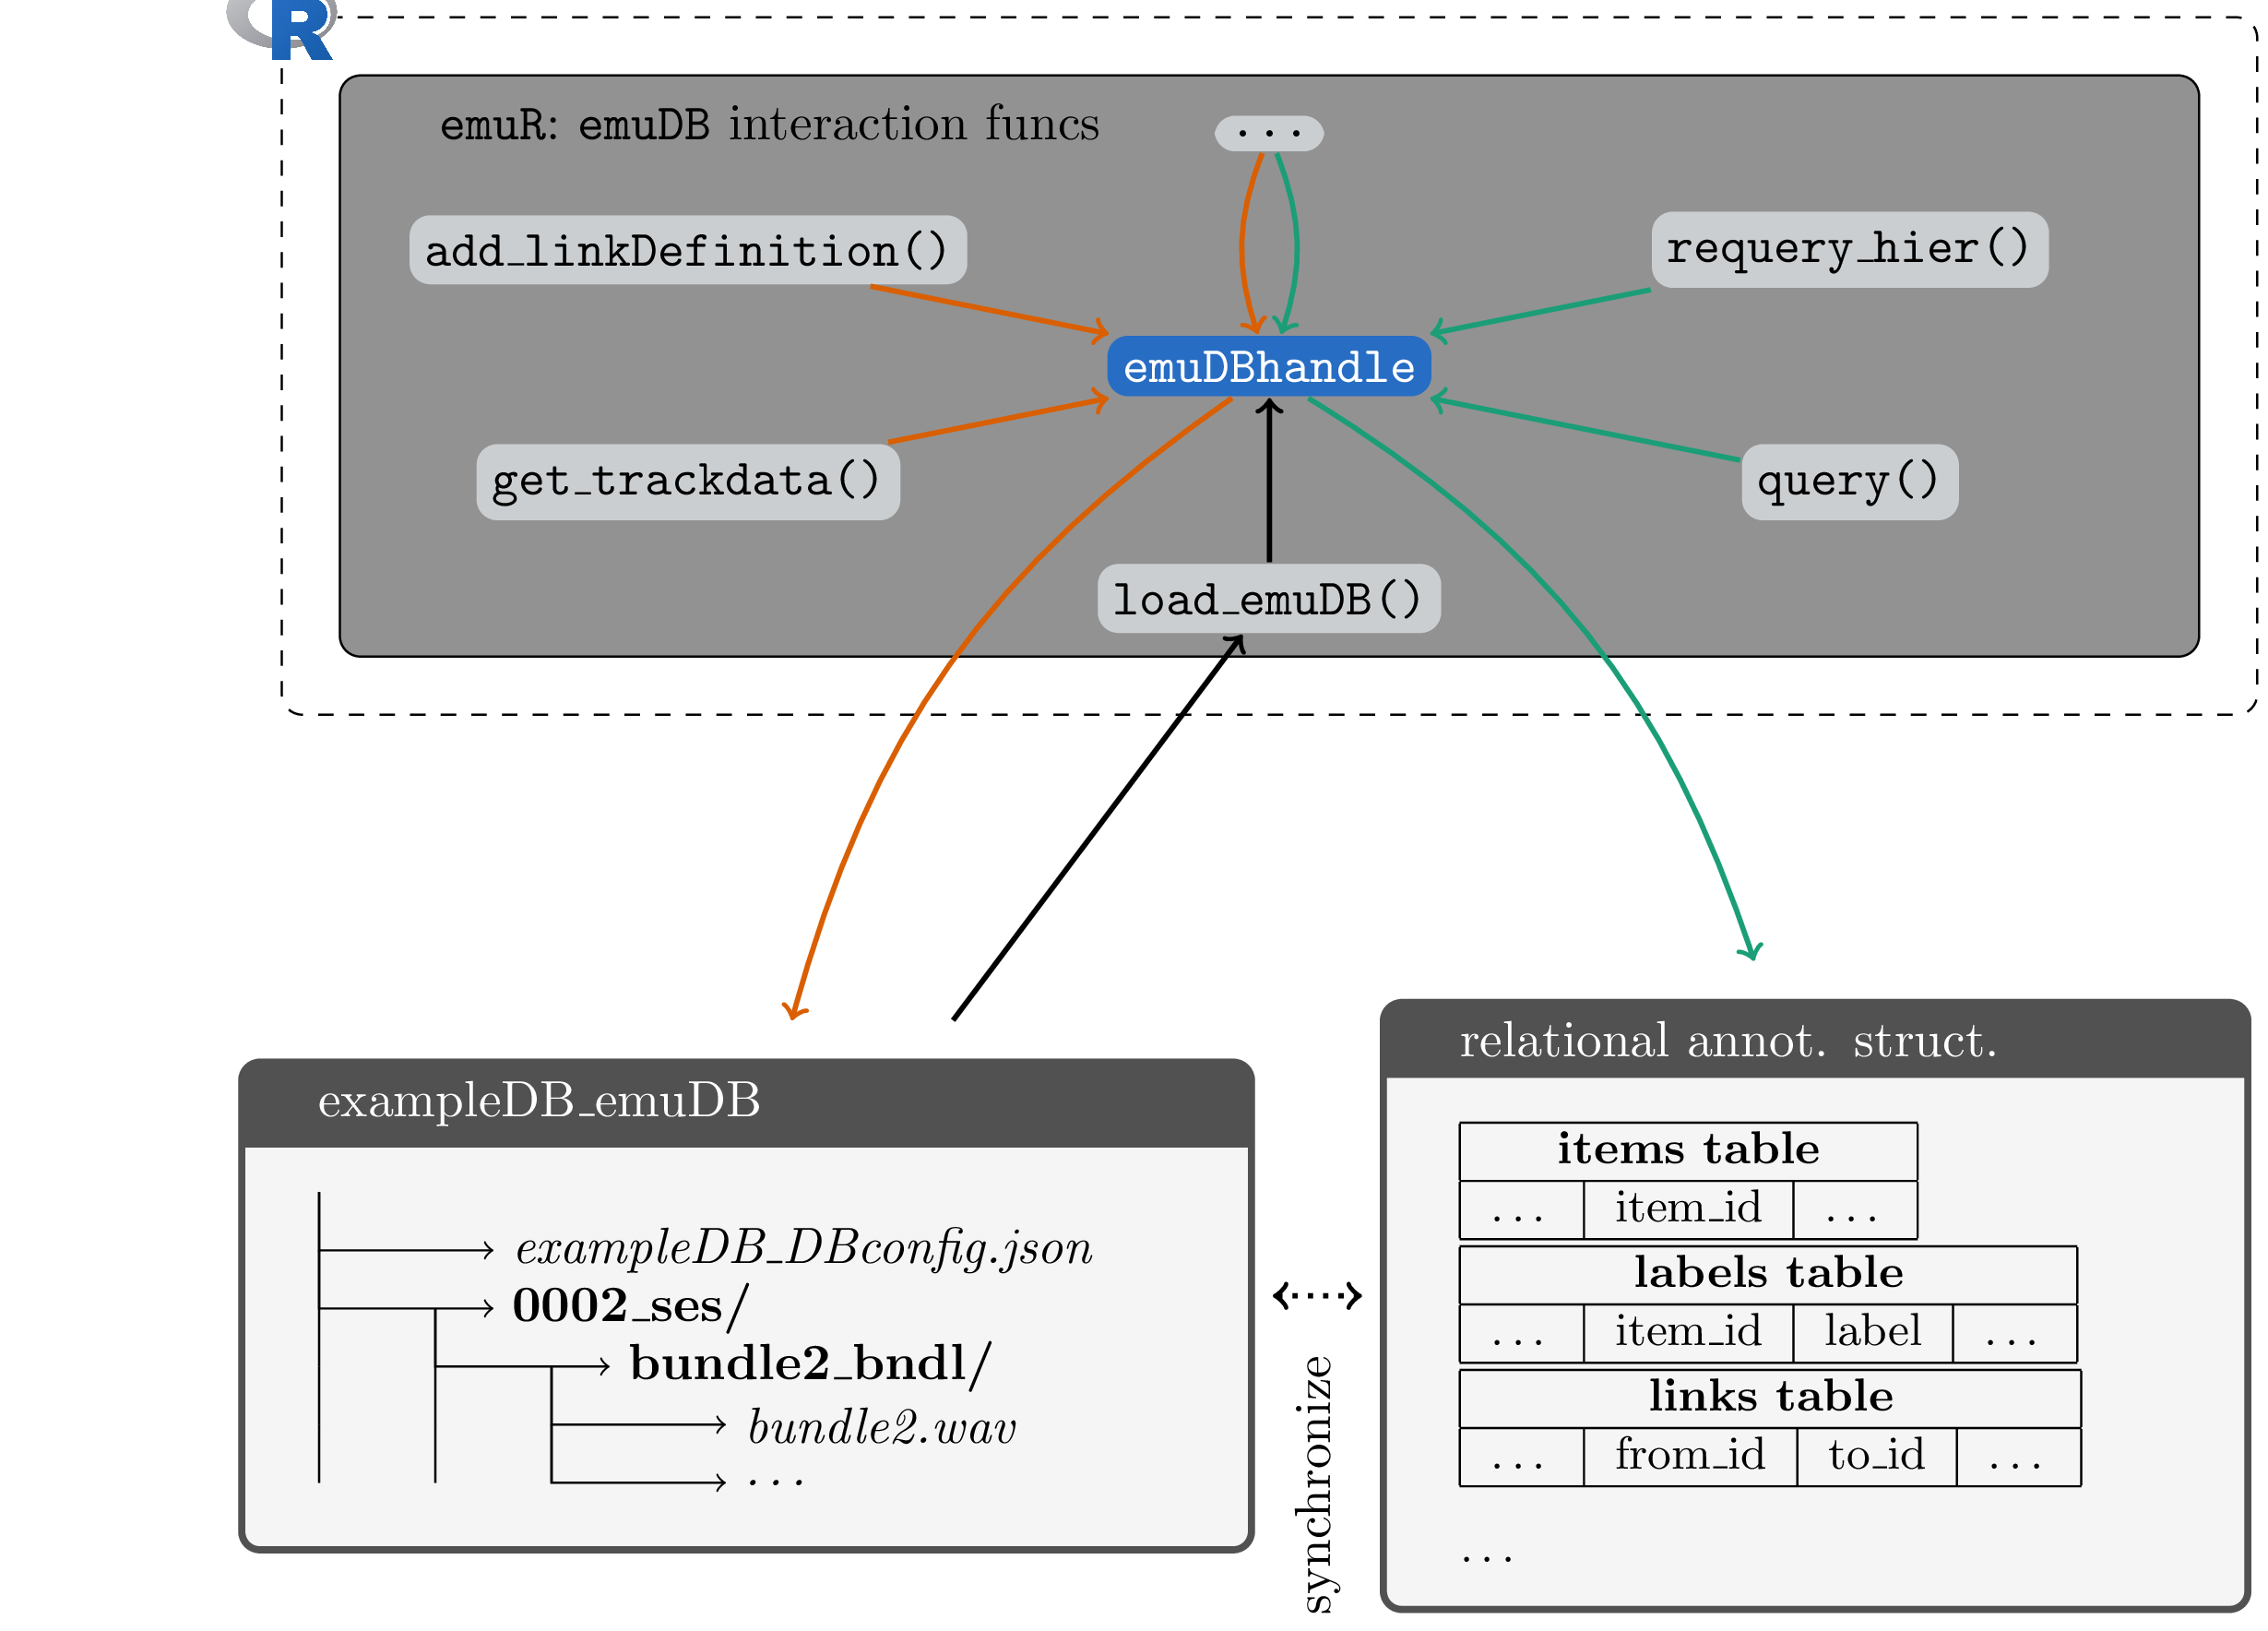 R
emuR: emuDB interaction funcs
...
add_linkDefinition()
requery_hier()
emuDBhandle
get_trackdata()
query()
load_emuDB()
relational annot. struct.
exampleDB_emuDB
items table
... item_id ...
exampleDB_DBconfig.json
0002_ses/
bundle2_bndl/
bundle2.wav
...
labels table
... item_id label ...
links table
... from_id to_id ...
...
synchronize